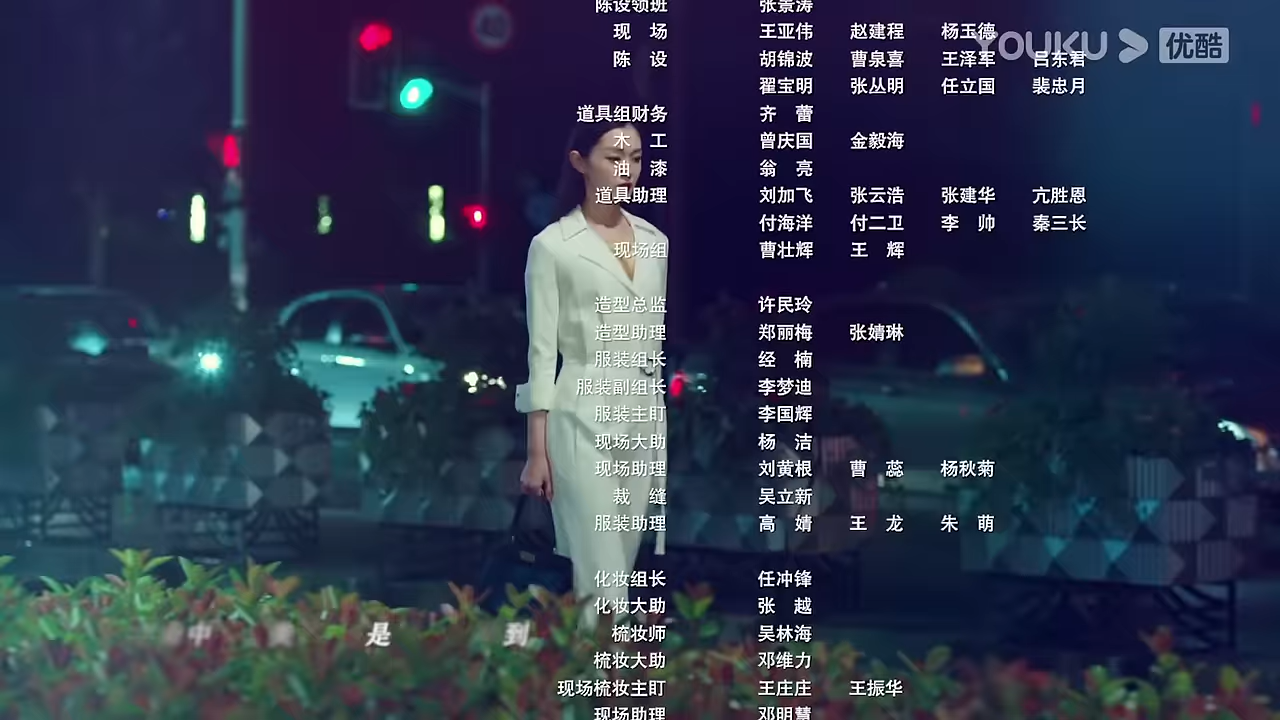 陈设领班 张景涛
现 场 王亚伟 赵建程 杨玉德
YOUKU 优酷
陈 设 胡锦波 曹泉喜 王泽军 吕东君
翟宝明 张丛明 任立国 裴忠月
道具组财务 齐 蕾
木 工 曾庆国 金毅海
油 漆 翁 亮
道具助理 刘加飞 张云浩 张建华 亢胜恩
付海洋 付二卫 李 帅 秦三长
现场组 曹壮辉 王 辉
造型总监 许民玲
造型助理 郑丽梅 张婧琳
服装组长 经 楠
服装副组长 李梦迪
服装主盯 李国辉
现场大助 杨 洁
现场助理 刘黄根 曹 蕊 杨秋菊
裁 缝 吴立新
服装助理 高 婧 王 龙 朱 萌
化妆组长 任冲锋
化妆大助 张 越
梳妆师 吴林海
中 是 到
梳妆大助 邓维力
现场梳妆主盯 王庄庄 王振华
现场助理 邓明慧